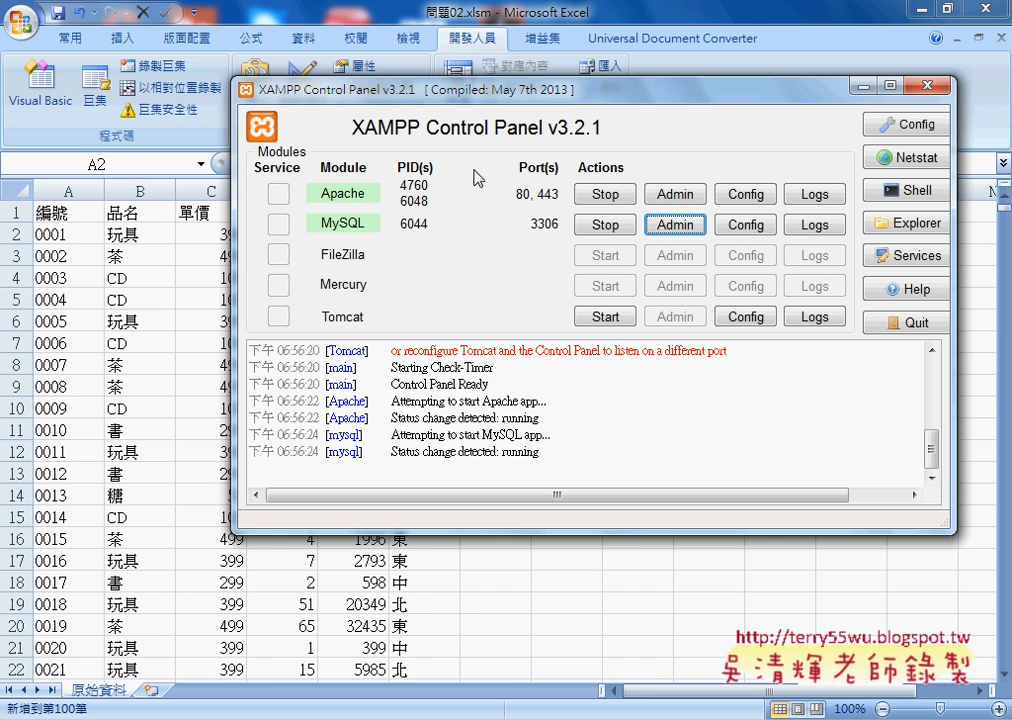 問題02.xlsm - Microsoft Excel
常用 插入 版面配置 公式 資料 校閱 檢視 開發人員 增益集 Universal Document Converter
Visual Basic
巨集
錄製巨集
以相對位置錄製
巨集安全性
程式碼
屬性
對應內容
匯入
A2
XAMPP Control Panel v3.2.1 [ Compiled: May 7th 2013 ]
XAMPP Control Panel v3.2.1
Modules
Service Module PID(s) Port(s) Actions
Apache 4760 6048 80, 443 Stop Admin Config Logs
MySQL 6044 3306 Stop Admin Config Logs
FileZilla Start Admin Config Logs
Mercury Start Admin Config Logs
Tomcat Start Admin Config Logs
Config
Netstat
Shell
Explorer
Services
Help
Quit
下午 06:56:20 [Tomcat] or reconfigure Tomcat and the Control Panel to listen on a different port
下午 06:56:20 [main] Starting Check-Timer
下午 06:56:20 [main] Control Panel Ready
下午 06:56:22 [Apache] Attempting to start Apache app...
下午 06:56:22 [Apache] Status change detected: running
下午 06:56:24 [mysql] Attempting to start MySQL app...
下午 06:56:24 [mysql] Status change detected: running
A B C N
1 編號 品名 單價
2 0001 玩具
3 0002 茶
4 0003 CD
5 0004 CD
6 0005 玩具
7 0006 CD
8 0007 茶
9 0008 茶
10 0009 CD
11 0010 書
12 0011 玩具
13 0012 書
14 0013 糖
15 0014 CD
16 0015 茶 499 4 1996 東
17 0016 玩具 399 7 2793 東
18 0017 書 299 2 598 中
19 0018 玩具 399 51 20349 北
20 0019 茶 499 65 32435 東
21 0020 玩具 399 1 399 中
22 0021 玩具 399 15 5985 北
http://terry55wu.blogspot.tw
吳清輝老師錄製
原始資料
新增到第100筆
100%